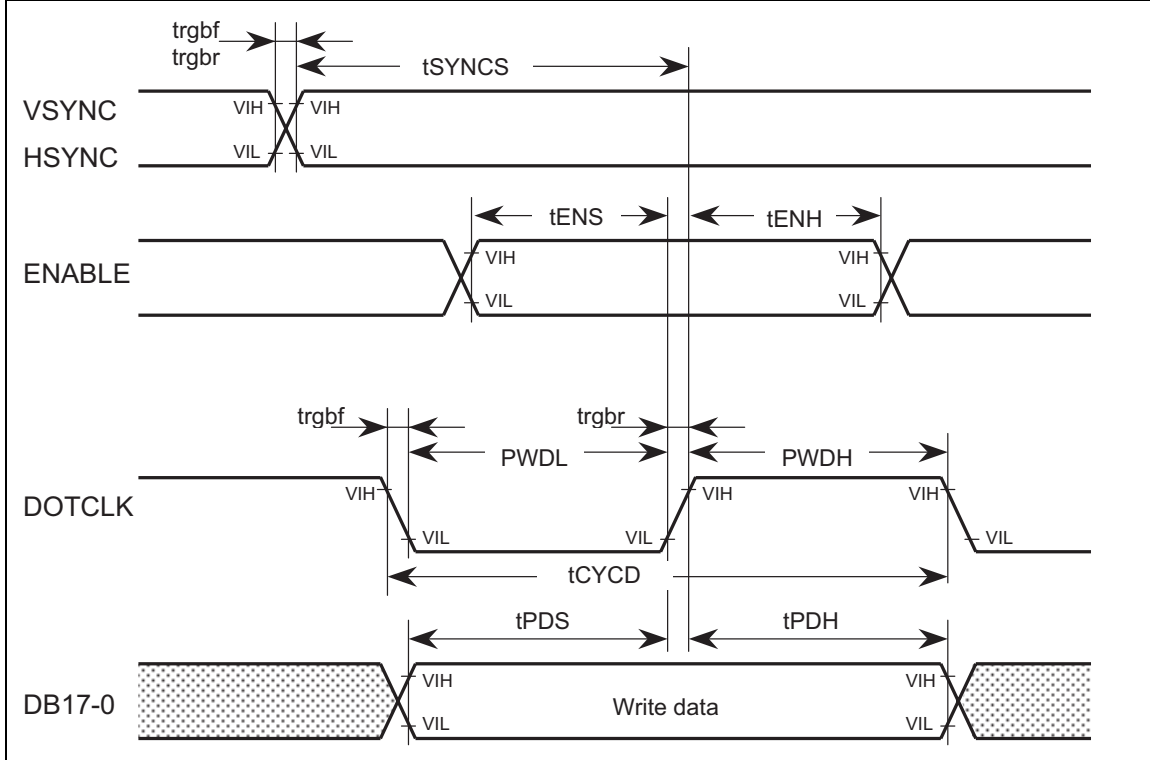 trgbf
trgbr
tSYNCS
VSYNC
VIH
VIH
HSYNC
VIL
VIL
tENS
tENH
ENABLE
VIH
VIH
VIL
VIL
trgbf
trgbr
PWDL
PWDH
DOTCLK
VIH
VIH
VIH
VIL
VIL
VIL
tCYCD
tPDS
tPDH
DB17-0
VIH
VIH
Write data
VIL
VIL